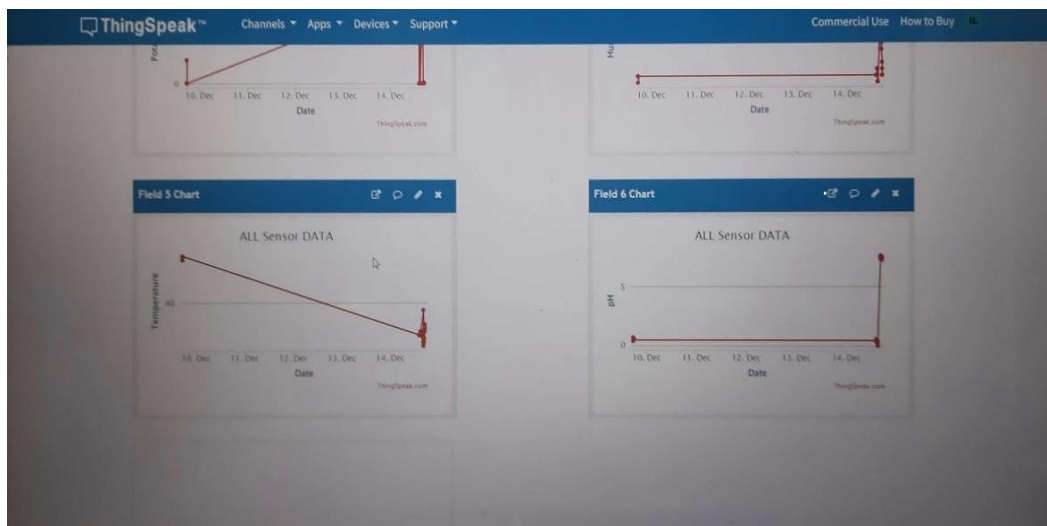 ThingSpeak™ Channels Apps Devices Support Commercial Use How to Buy
0
10. Dec 11. Dec 12. Dec 13. Dec 14. Dec
Date
ThingSpeak.com
10. Dec 11. Dec 12. Dec 13. Dec 14. Dec
Date
ThingSpeak.com
Field 5 Chart
ALL Sensor DATA
Temperature
40
10. Dec 11. Dec 12. Dec 13. Dec 14. Dec
Date
ThingSpeak.com
Field 6 Chart
ALL Sensor DATA
pH
5
0
10. Dec 11. Dec 12. Dec 13. Dec 14. Dec
Date
ThingSpeak.com